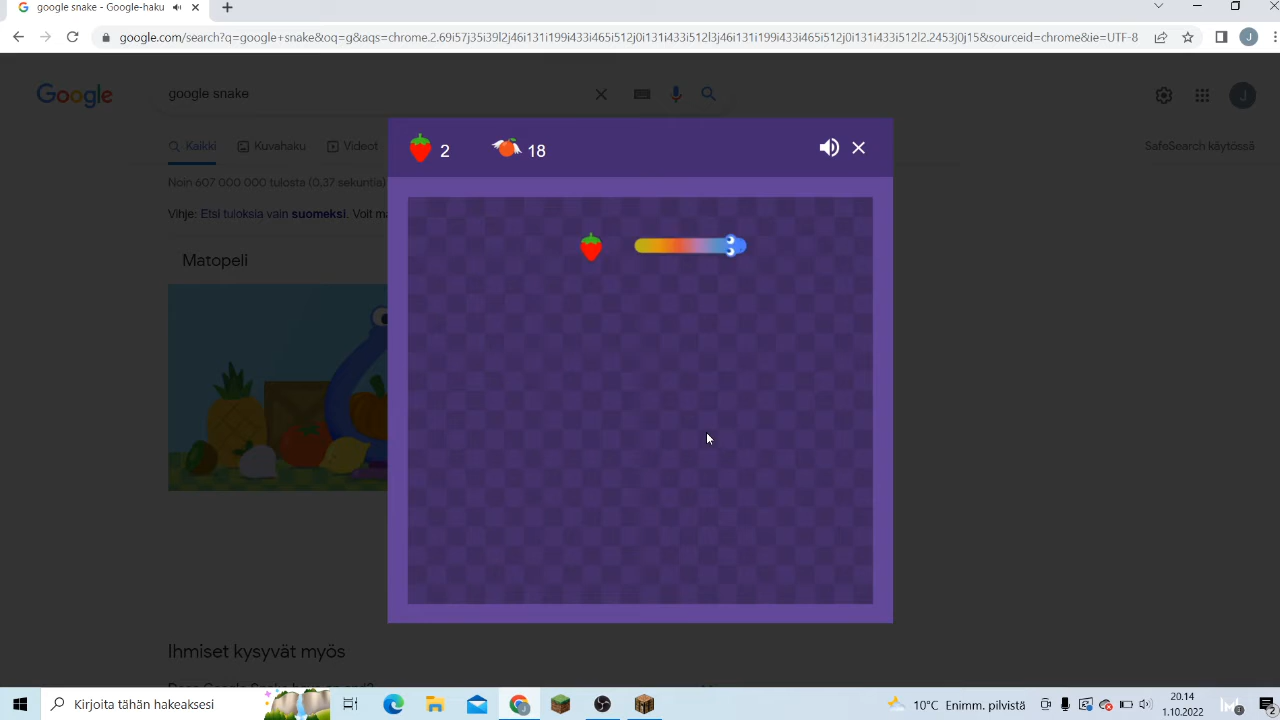 google snake - Google-haku
google.com/search?q=google+snake&oq=g&aqs=chrome.2.69i57j35i39l2j46i131i199i433i465i512j0i131i433i512l3j46i131i199i433i465i512j0i131i433i512l2.2453j0j15&sourceid=chrome&ie=UTF-8
J
Google
google snake
J
Kaikki
Kuvahaku
Videot
SafeSearch käytössä
2
18
Noin 607 000 000 tulosta (0,37 sekuntia)
Vihje: Etsi tuloksia vain suomeksi. Voit
Matopeli
Ihmiset kysyvät myös
Kirjoita tähän hakeaksesi
10°C Enimm. pilvistä
20.14
1.10.2022
2